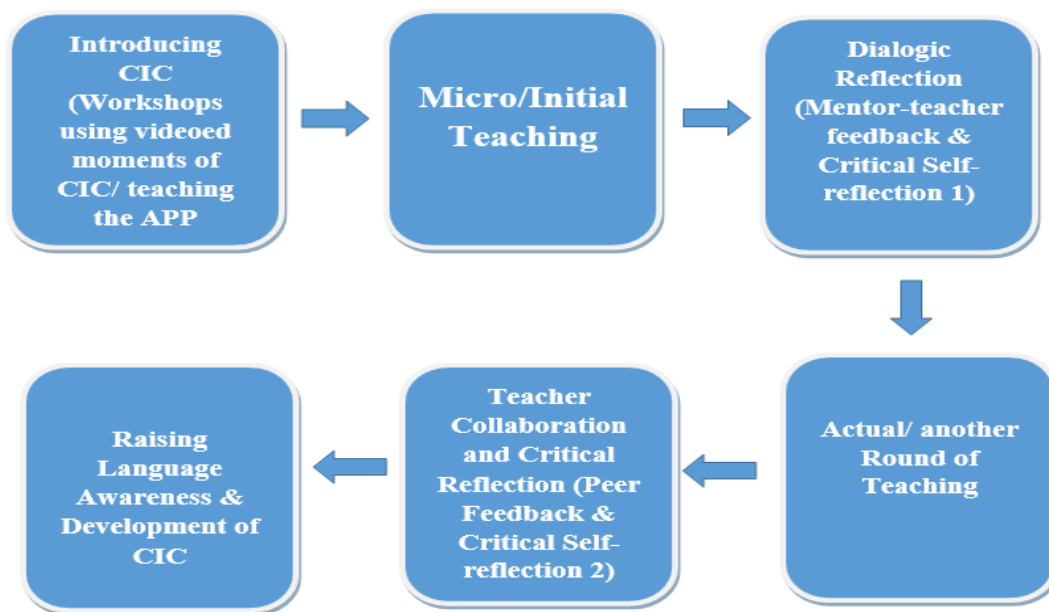 Introducing
CIC
(Workshops
using videoed
moments of
CIC/ teaching
the APP
Micro/Initial
Teaching
Dialogic
Reflection
(Mentor-teacher
feedback &
Critical Self-
reflection 1)
Actual/ another
Round of
Teaching
Teacher
Collaboration
and Critical
Reflection (Peer
Feedback &
Critical Self-
reflection 2)
Raising
Language
Awareness &
Development of
CIC